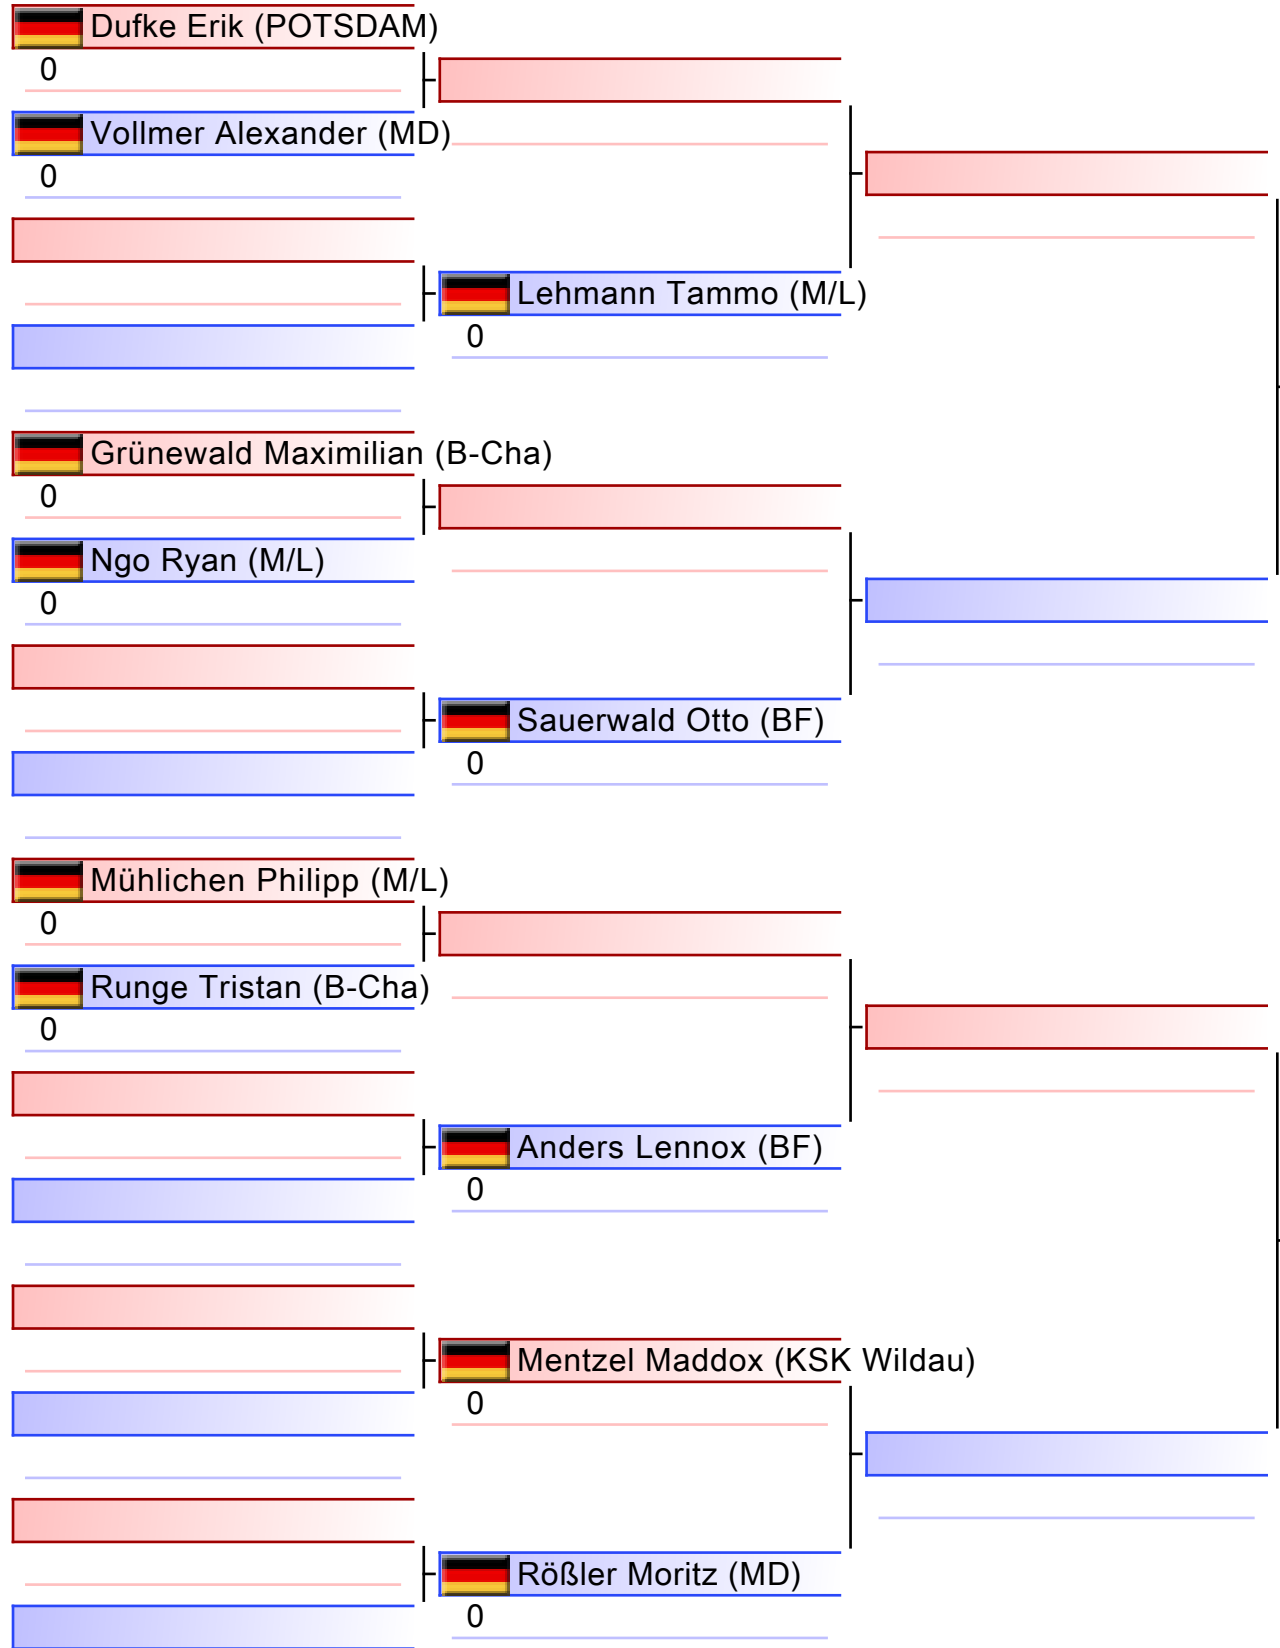 Dufke Erik (POTSDAM)
0
Vollmer Alexander (MD)
0
Lehmann Tammo (M/L)
0
Grünewald Maximilian (B-Cha)
0
Ngo Ryan (M/L)
0
Sauerwald Otto (BF)
0
Mühlichen Philipp (M/L)
0
Runge Tristan (B-Cha)
0
Anders Lennox (BF)
0
Mentzel Maddox (KSK Wildau)
0
Rößler Moritz (MD)
0